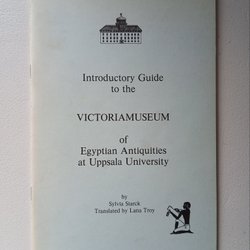 Introductory Guide
to the
VICTORIAMUSEUM
of
Egyptian Antiquities
at Uppsala University
by
Sylvia Starck
Translated by Lana Troy